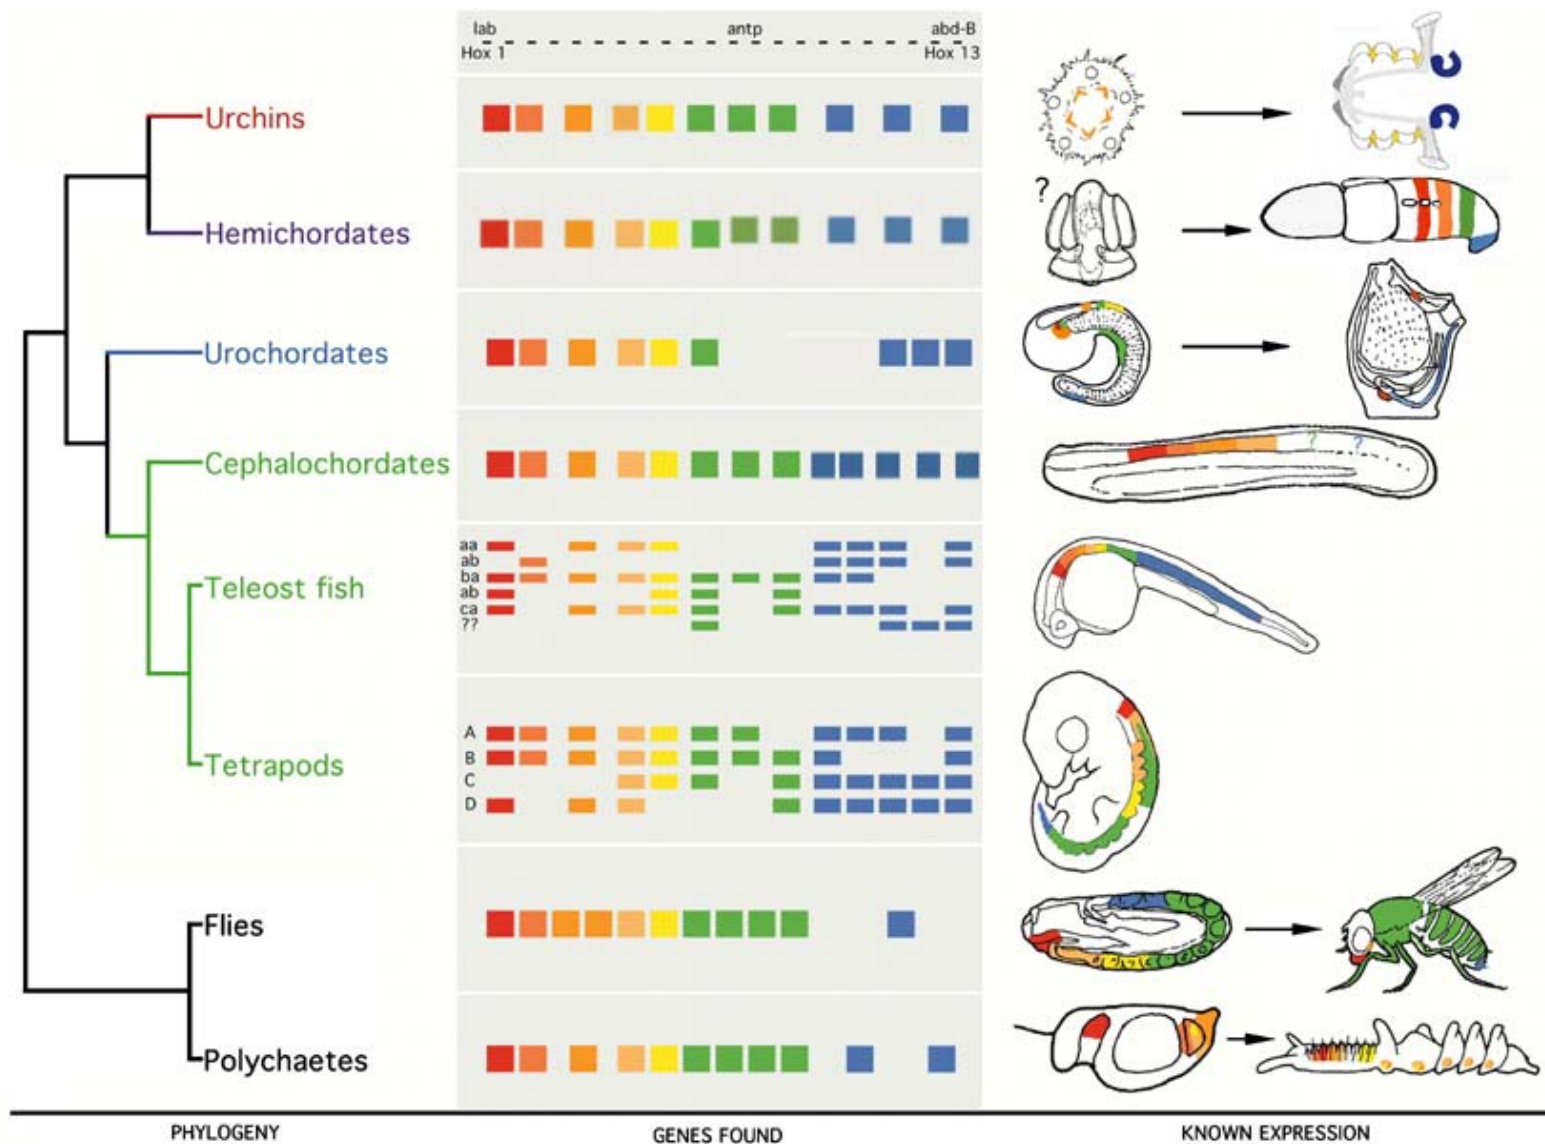 lab antp abd-B
Hox 1 Hox 13
Urchins
?
Hemichordates
Urochordates
Cephalochordates
? ?
aa
ab
ba
ab
ca
??
Teleost fish
A
B
C
D
Tetrapods
Flies
Polychaetes
PHYLOGENY GENES FOUND KNOWN EXPRESSION